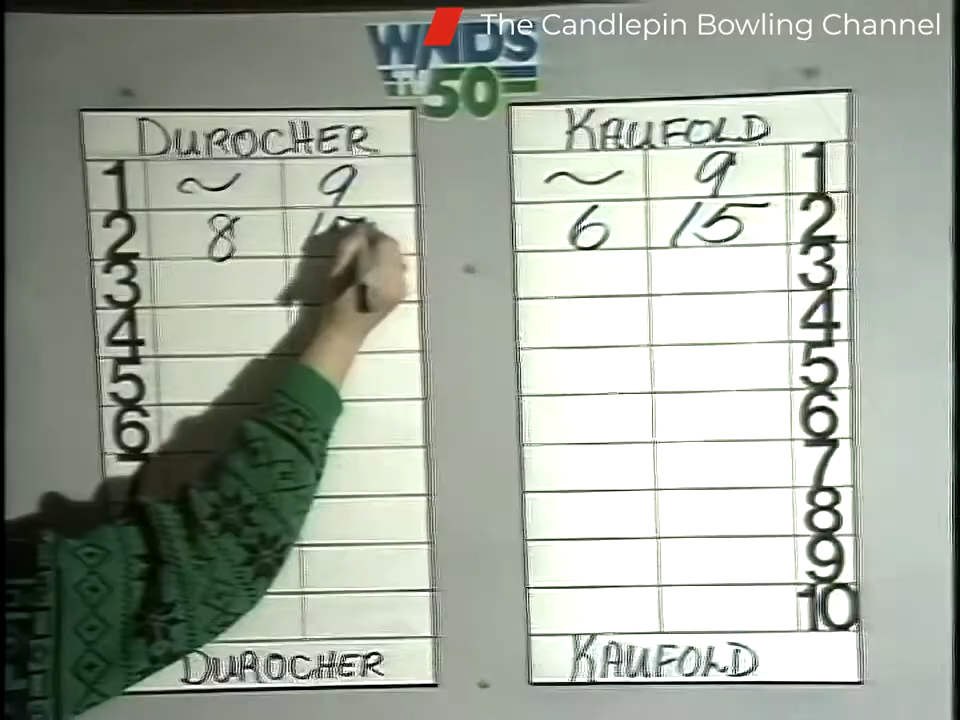 The Candlepin Bowling Channel
WNDS
TV 50
DUROCHER
1 ~ 9
2 8
3
4
5
6
DUROCHER
KAUFOLD
~ 9 1
6 15 2
3
4
5
6
7
8
9
10
KAUFOLD